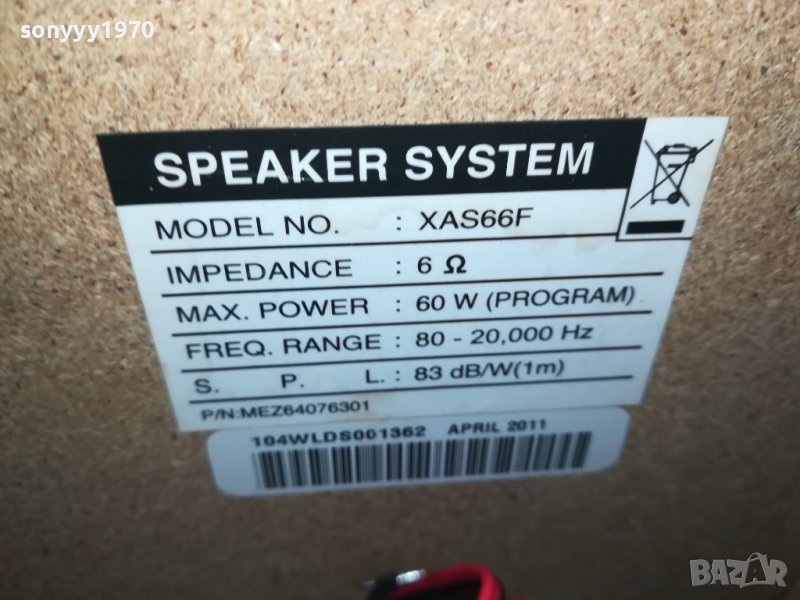 sonyyy1970
SPEAKER SYSTEM
MODEL NO. : XAS66F
IMPEDANCE : 6 Ω
MAX. POWER : 60 W (PROGRAM)
FREQ. RANGE : 80 - 20,000 Hz
S. P. L. : 83 dB/W(1m)
P/N:MEZ64076301
104WLDS001362 APRIL 2011
BAZAR